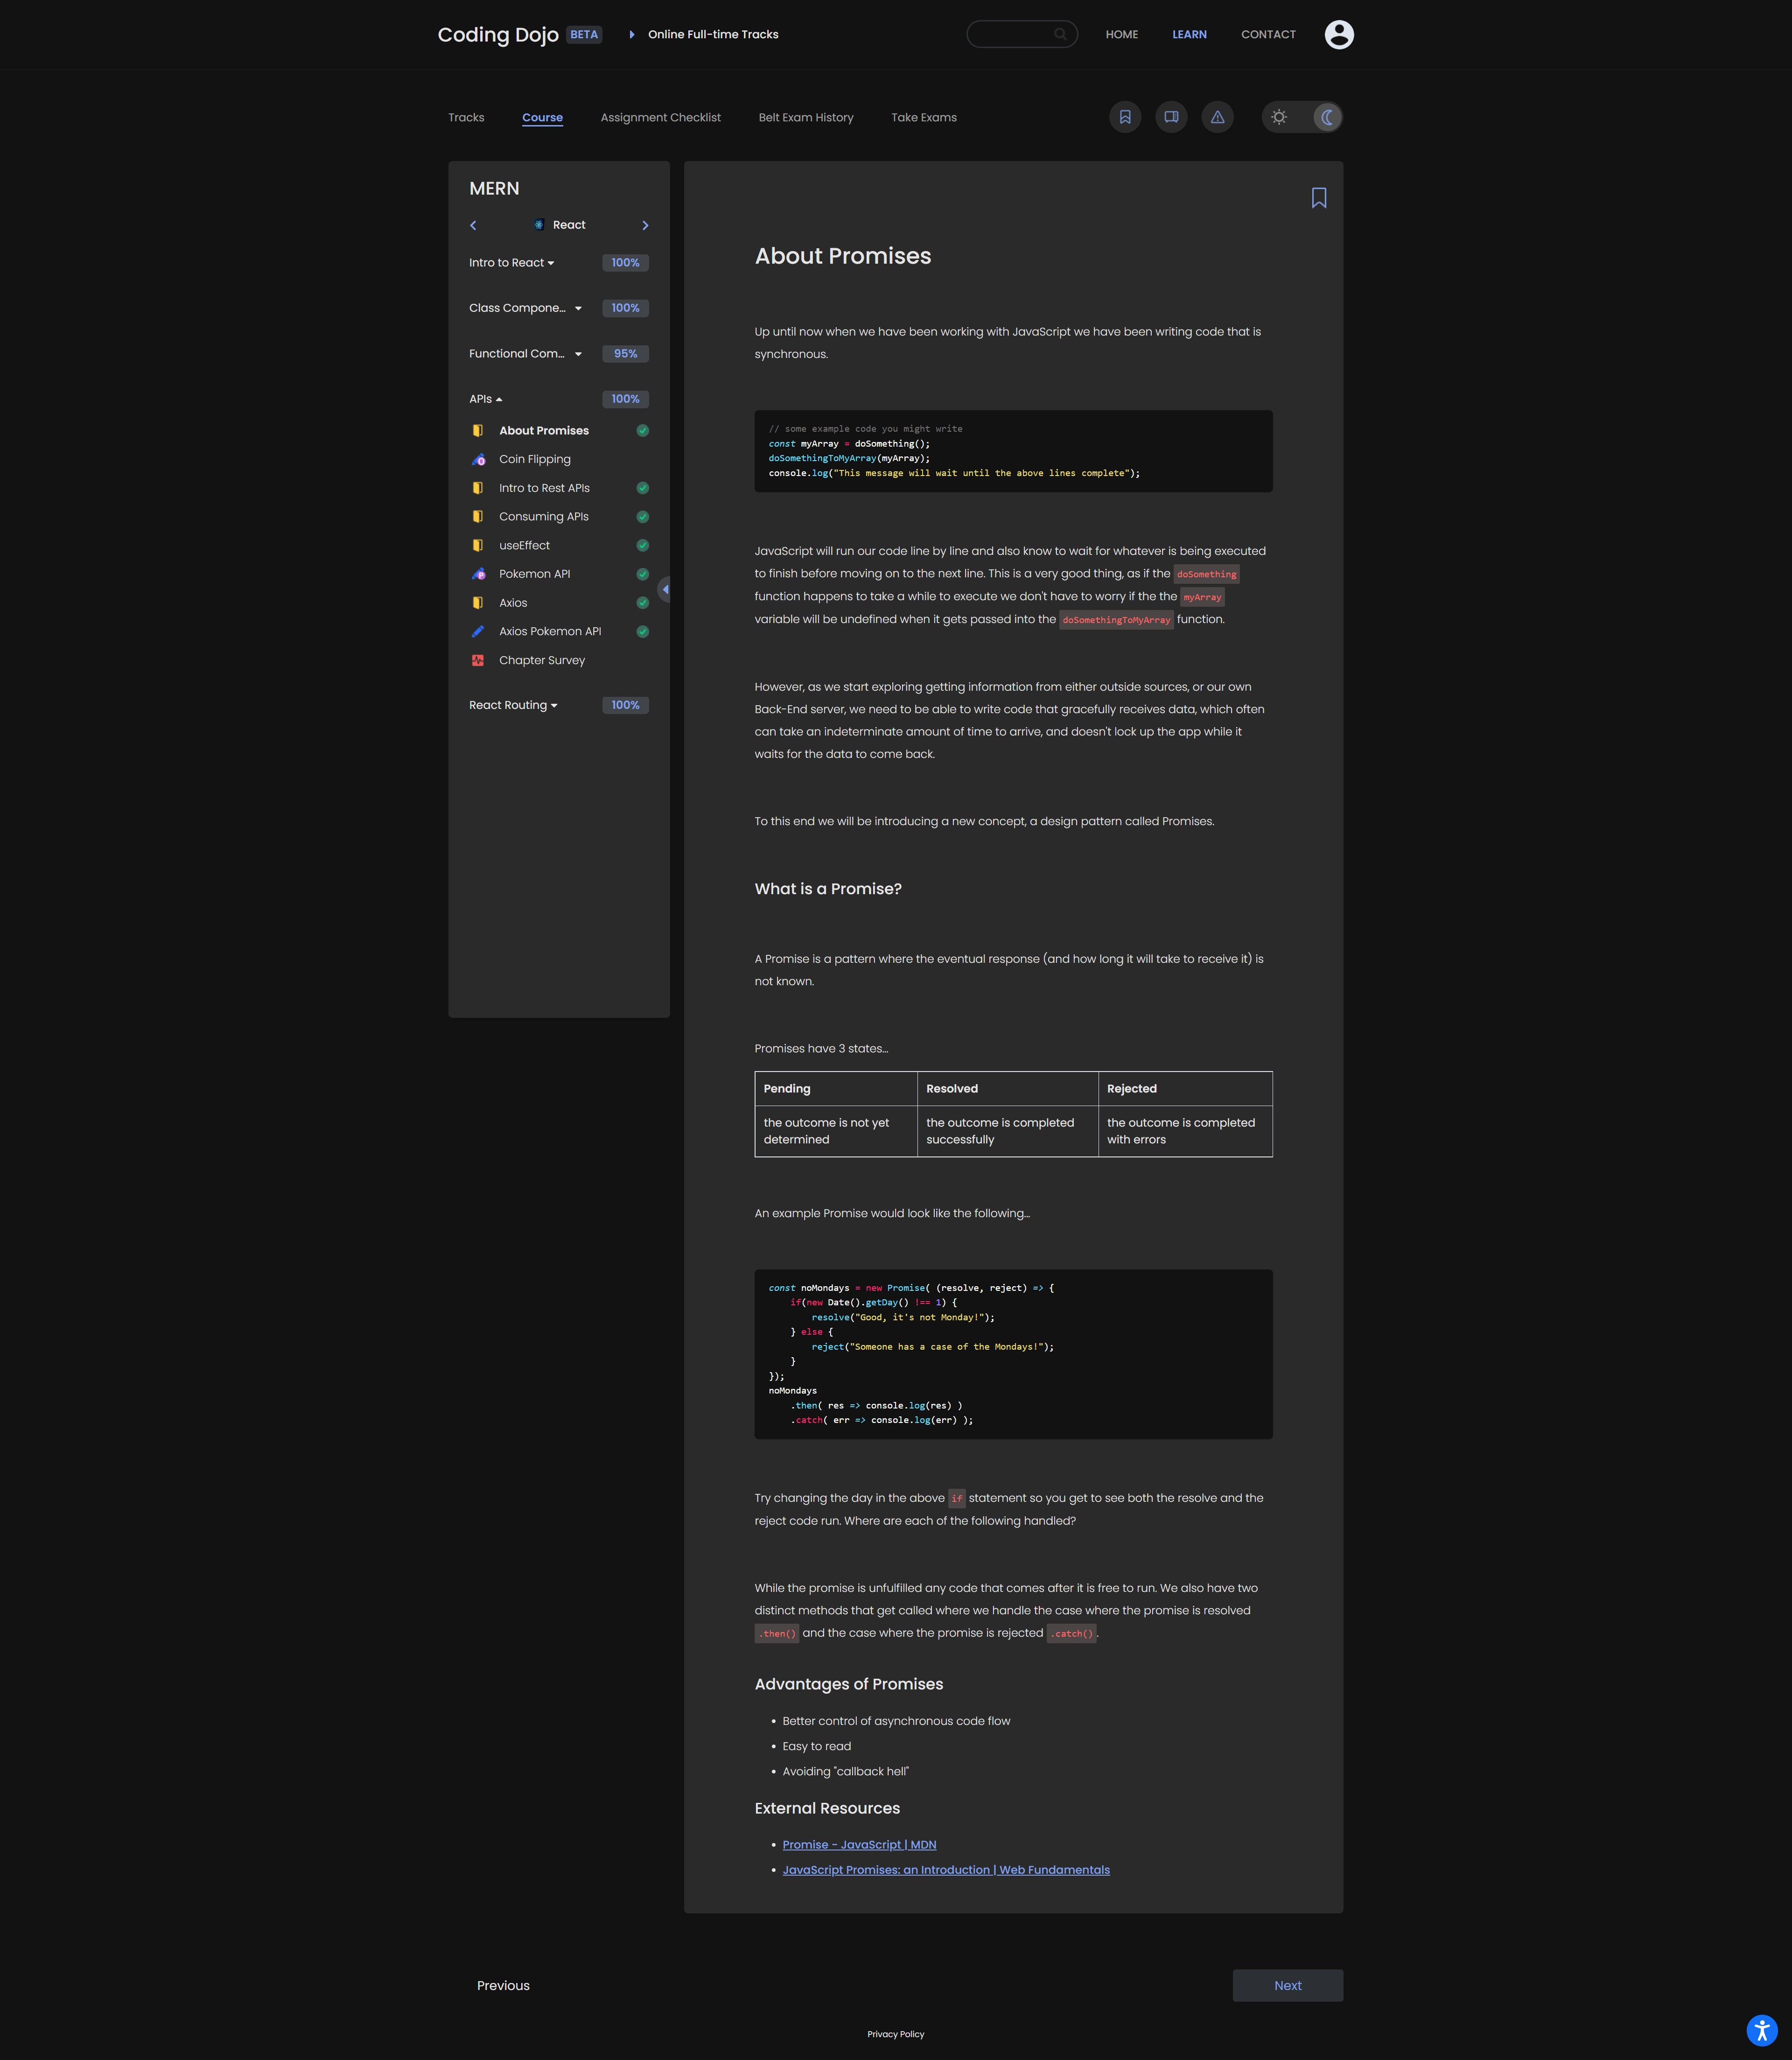 Coding Dojo BETA Online Full-time Tracks HOME LEARN CONTACT
Tracks Course Assignment Checklist Belt Exam History Take Exams
MERN
React
Intro to React 100%
Class Compone... 100%
Functional Com... 95%
APIs 100%
About Promises
Coin Flipping
Intro to Rest APIs
Consuming APIs
useEffect
Pokemon API
Axios
Axios Pokemon API
Chapter Survey
React Routing 100%
About Promises
Up until now when we have been working with JavaScript we have been writing code that is
synchronous.
// some example code you might write
const myArray = doSomething();
doSomethingToMyArray(myArray);
console.log("This message will wait until the above lines complete");
JavaScript will run our code line by line and also know to wait for whatever is being executed
to finish before moving on to the next line. This is a very good thing, as if the doSomething
function happens to take a while to execute we don't have to worry if the the myArray
variable will be undefined when it gets passed into the doSomethingToMyArray function.
However, as we start exploring getting information from either outside sources, or our own
Back-End server, we need to be able to write code that gracefully receives data, which often
can take an indeterminate amount of time to arrive, and doesn't lock up the app while it
waits for the data to come back.
To this end we will be introducing a new concept, a design pattern called Promises.
What is a Promise?
A Promise is a pattern where the eventual response (and how long it will take to receive it) is
not known.
Promises have 3 states...
Pending Resolved Rejected
the outcome is not yet the outcome is completed the outcome is completed
determined successfully with errors
An example Promise would look like the following...
const noMondays = new Promise( (resolve, reject) => {
    if(new Date().getDay() !== 1) {
        resolve("Good, it's not Monday!");
    } else {
        reject("Someone has a case of the Mondays!");
    }
});
noMondays
    .then( res => console.log(res) )
    .catch( err => console.log(err) );
Try changing the day in the above if statement so you get to see both the resolve and the
reject code run. Where are each of the following handled?
While the promise is unfulfilled any code that comes after it is free to run. We also have two
distinct methods that get called where we handle the case where the promise is resolved
.then() and the case where the promise is rejected .catch().
Advantages of Promises
• Better control of asynchronous code flow
• Easy to read
• Avoiding "callback hell"
External Resources
• Promise - JavaScript | MDN
• JavaScript Promises: an Introduction | Web Fundamentals
Previous Next
Privacy Policy